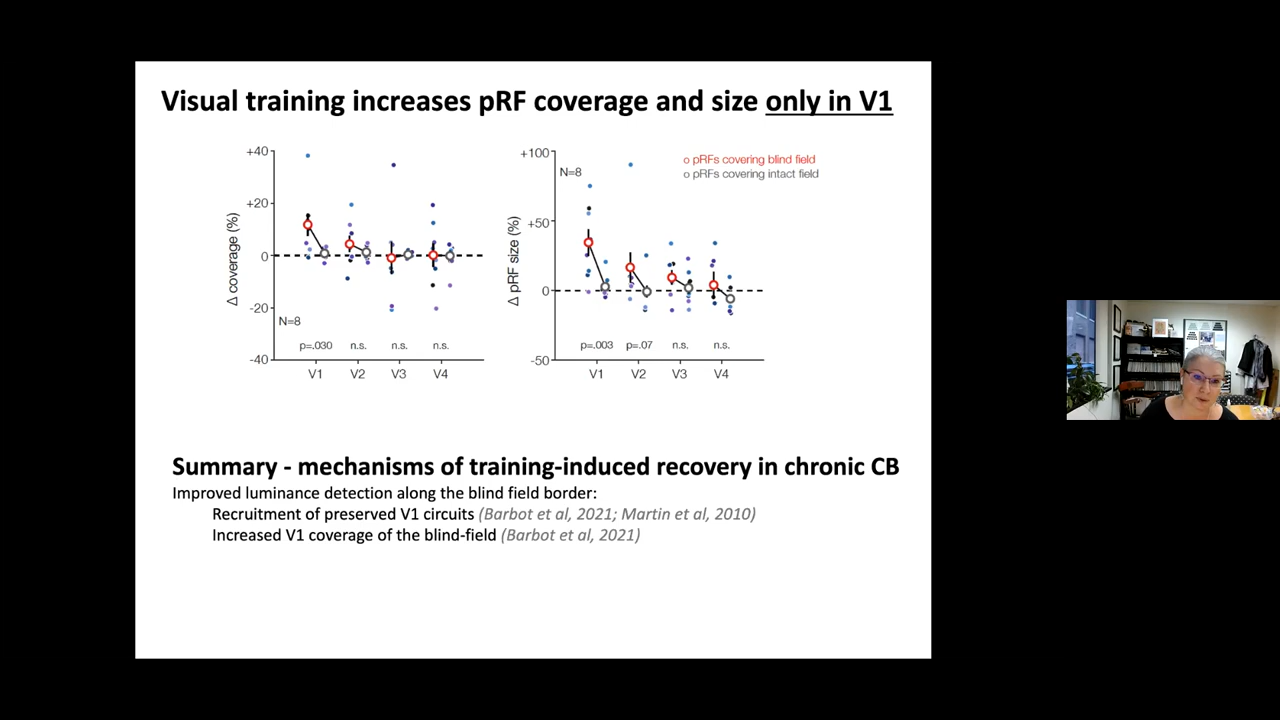 Visual training increases pRF coverage and size only in V1
+40
+20
0
-20
-40
Δ coverage (%)
N=8
p=.030 n.s. n.s. n.s.
V1 V2 V3 V4
+100
+50
0
-50
Δ pRF size (%)
N=8
o pRFs covering blind field
o pRFs covering intact field
p=.003 p=.07 n.s. n.s.
V1 V2 V3 V4
Summary - mechanisms of training-induced recovery in chronic CB
Improved luminance detection along the blind field border:
Recruitment of preserved V1 circuits (Barbot et al, 2021; Martin et al, 2010)
Increased V1 coverage of the blind-field (Barbot et al, 2021)